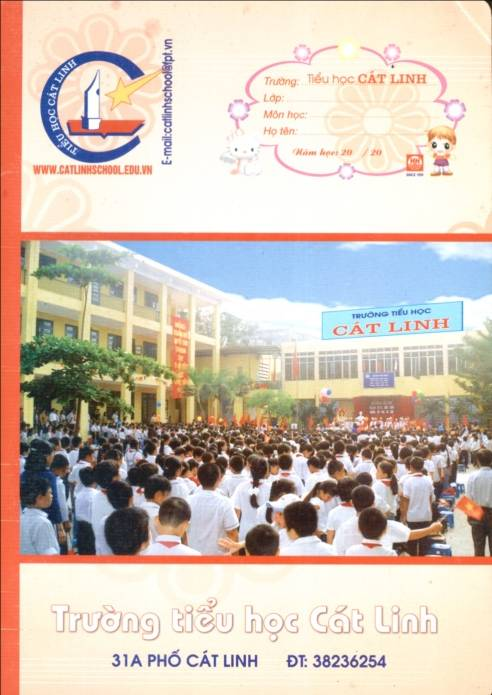 TIỂU HỌC CÁT LINH
WWW.CATLINHSCHOOL.EDU.VN
E-mail:catlinhschool@fpt.vn
Trường: Tiểu học CÁT LINH
Lớp:
Môn học:
Họ tên:
Năm học: 20 / 20
TRƯỜNG TIỂU HỌC
CÁT LINH
Trường tiểu học Cát Linh
31A PHỐ CÁT LINH ĐT: 38236254